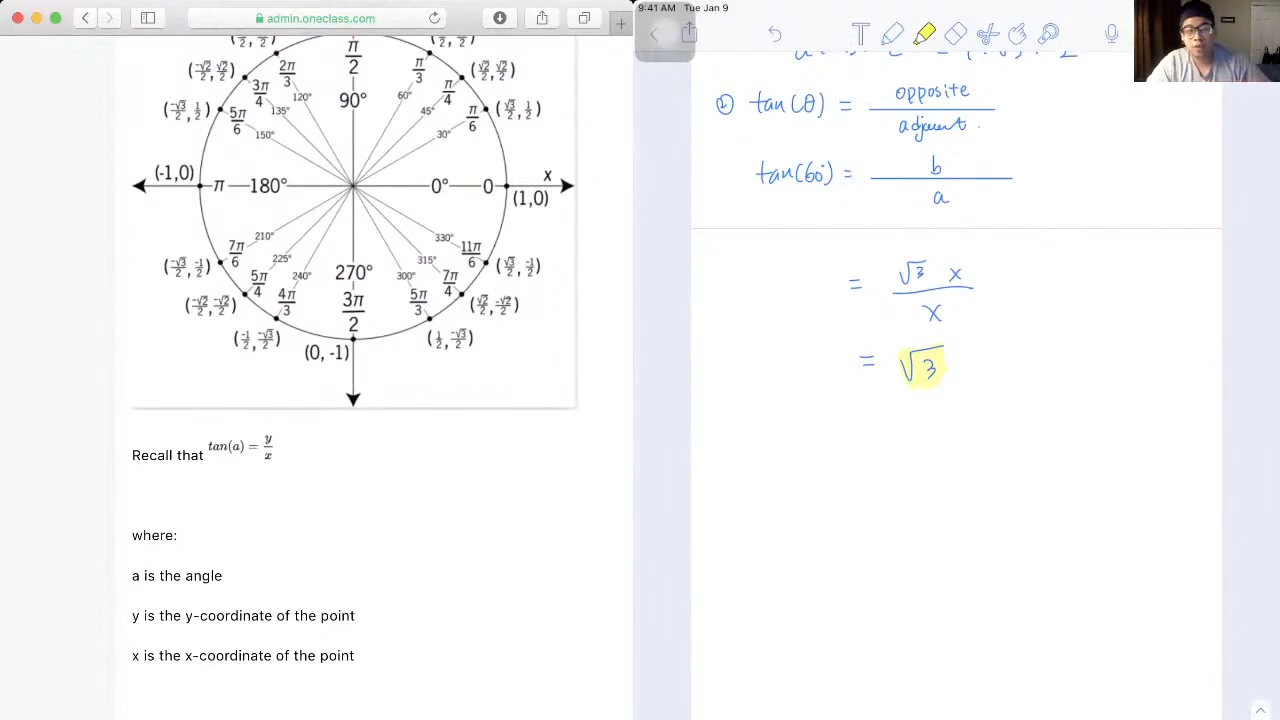 admin.oneclass.com
9:41 AM Tue Jan 9
π/2
90°
2π/3
120°
(-√2/2, √2/2)
3π/4
135°
(-√3/2, 1/2)
5π/6
150°
π/3
60°
π/4
45°
(√2/2, √2/2)
π/6
30°
(√3/2, 1/2)
(-1,0)
π
180°
0°
0
x
(1,0)
210°
7π/6
(-√3/2, -1/2)
225°
5π/4
(-√2/2, -√2/2)
240°
4π/3
(-1/2, -√3/2)
270°
3π/2
(0, -1)
300°
5π/3
(1/2, -√3/2)
315°
7π/4
(√2/2, -√2/2)
330°
11π/6
(√3/2, -1/2)
Recall that tan(a) = y/x
where:
a is the angle
y is the y-coordinate of the point
x is the x-coordinate of the point
tan(θ) = opposite/adjacent
tan(60°) = b/a
= √3 x/x
= √3